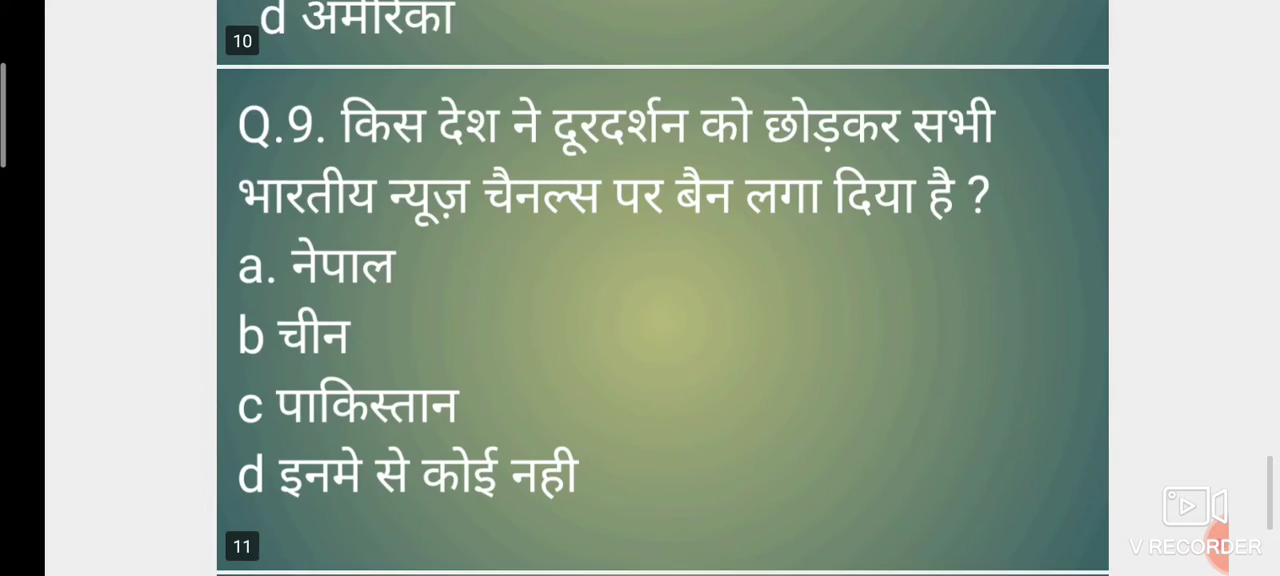 d अमेरिका
10
Q.9. किस देश ने दूरदर्शन को छोड़कर सभी
भारतीय न्यूज़ चैनल्स पर बैन लगा दिया है ?
a. नेपाल
b चीन
c पाकिस्तान
d इनमे से कोई नही
11
V RECORDER